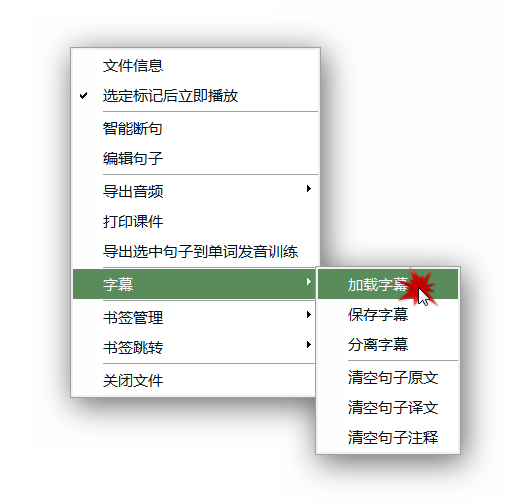 文件信息
选定标记后立即播放
智能断句
编辑句子
导出音频
打印课件
导出选中句子到单词发音训练
字幕
书签管理
书签跳转
关闭文件
加载字幕
保存字幕
分离字幕
清空句子原文
清空句子译文
清空句子注释